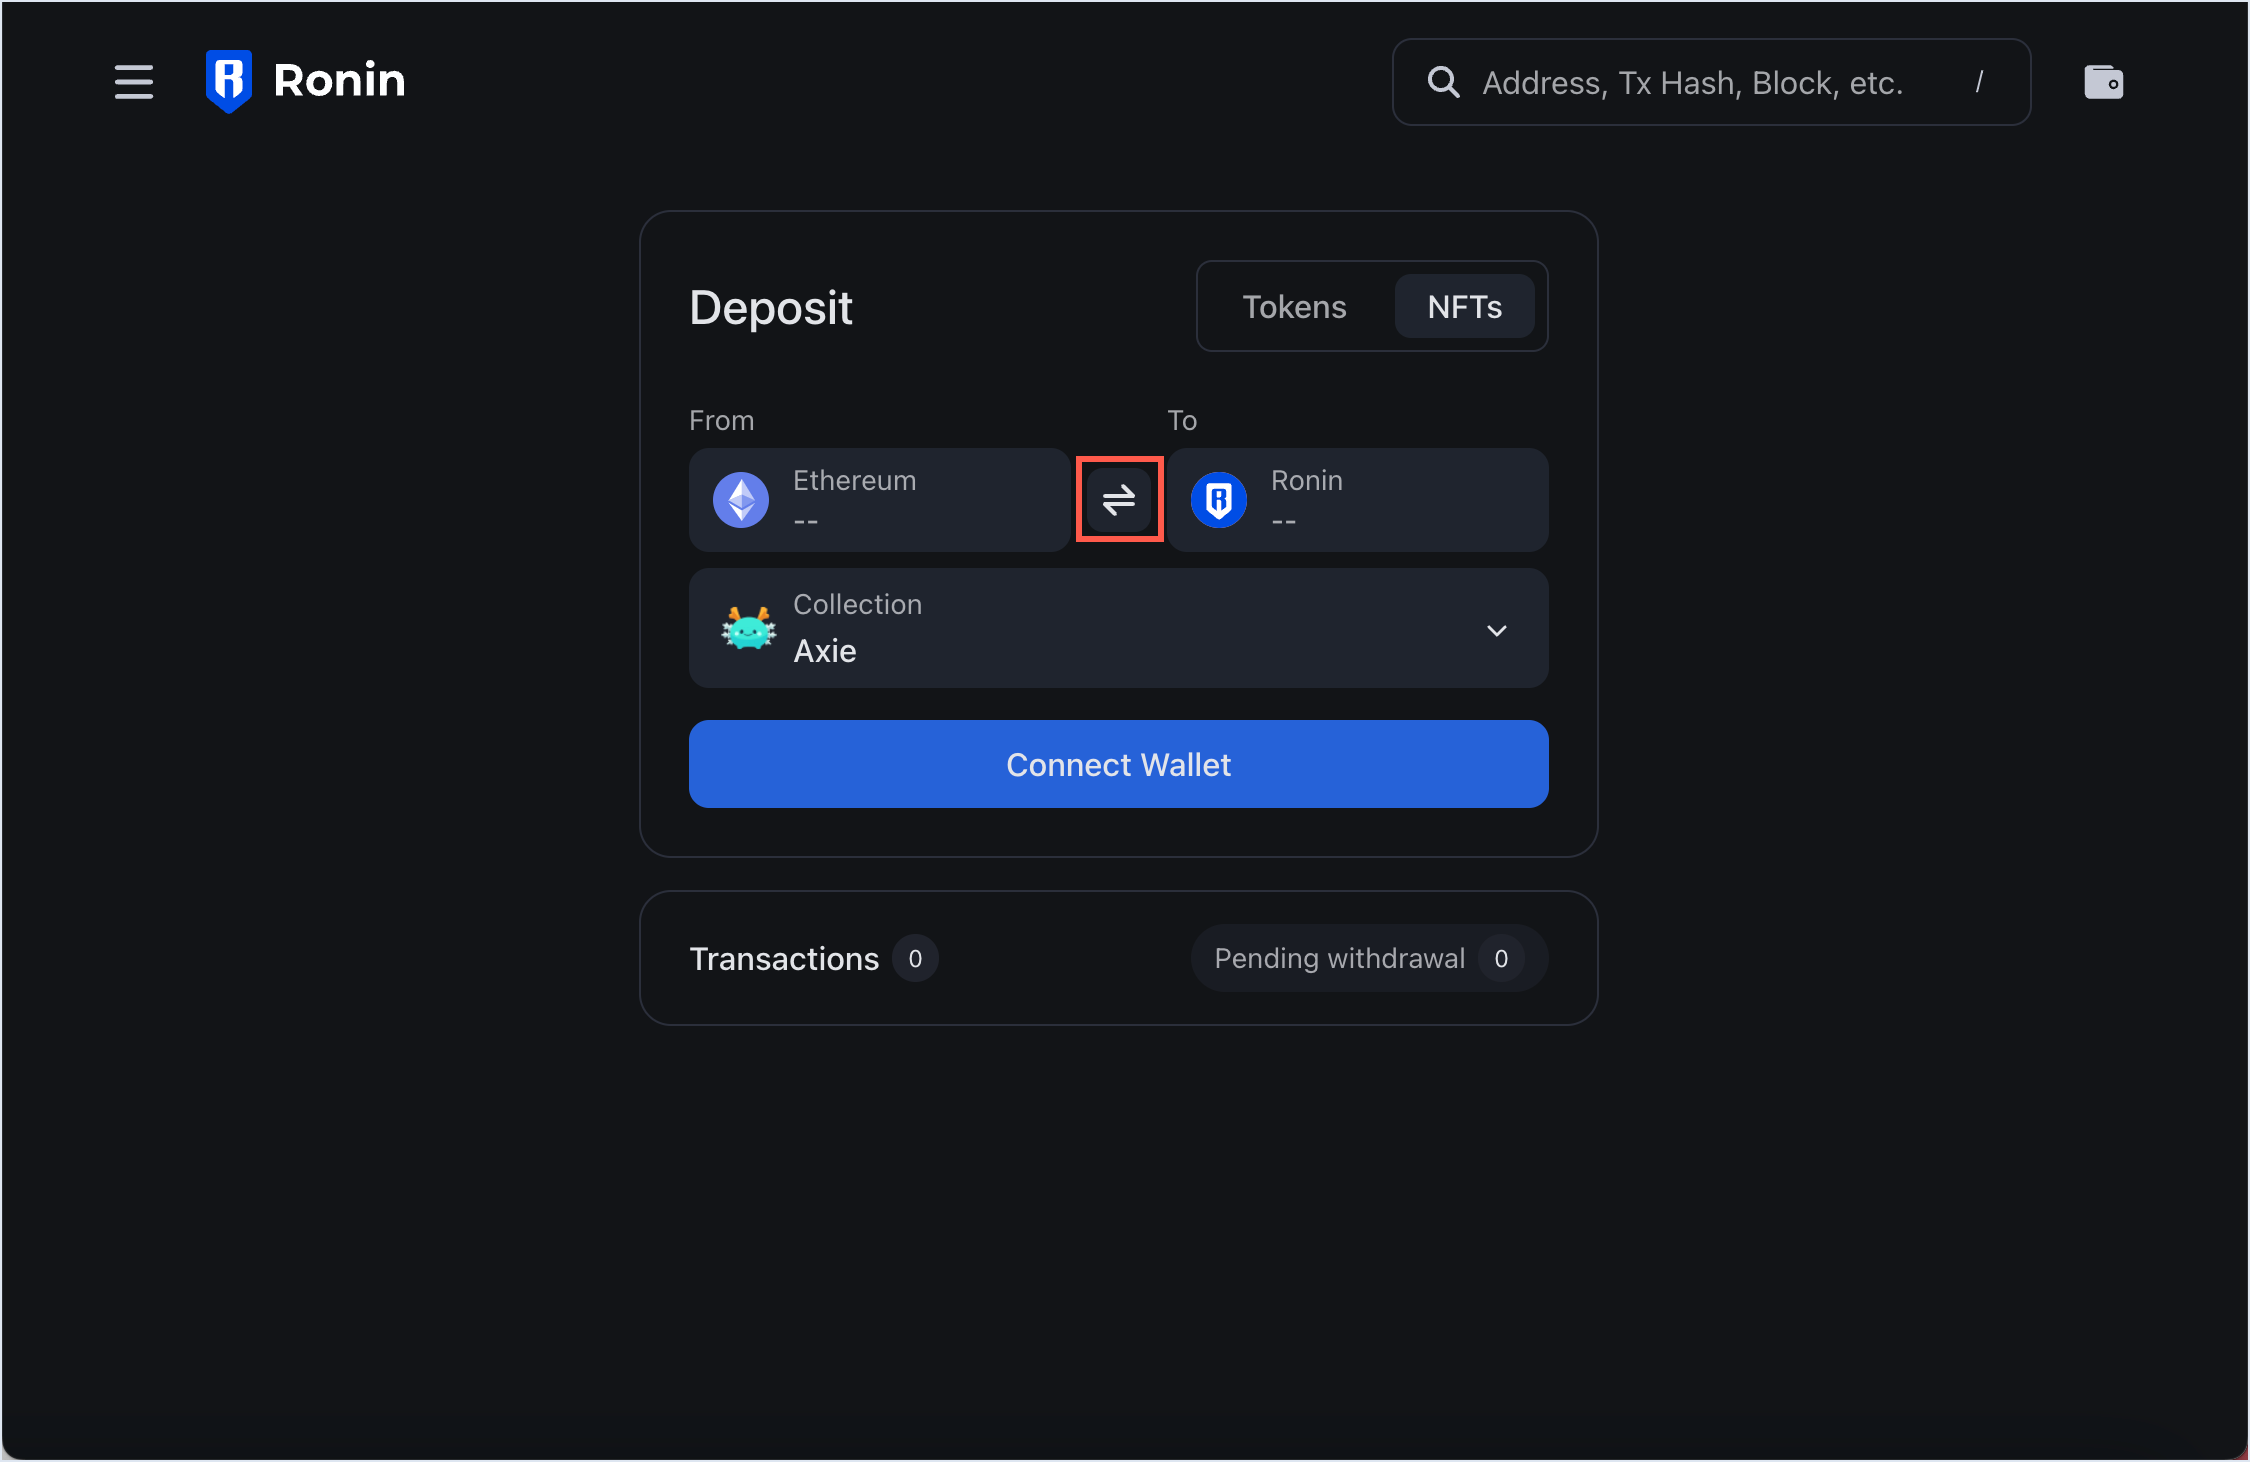 Ronin
Address, Tx Hash, Block, etc. /
Deposit
Tokens NFTs
From To
Ethereum
--
Ronin
--
Collection
Axie
Connect Wallet
Transactions 0
Pending withdrawal 0